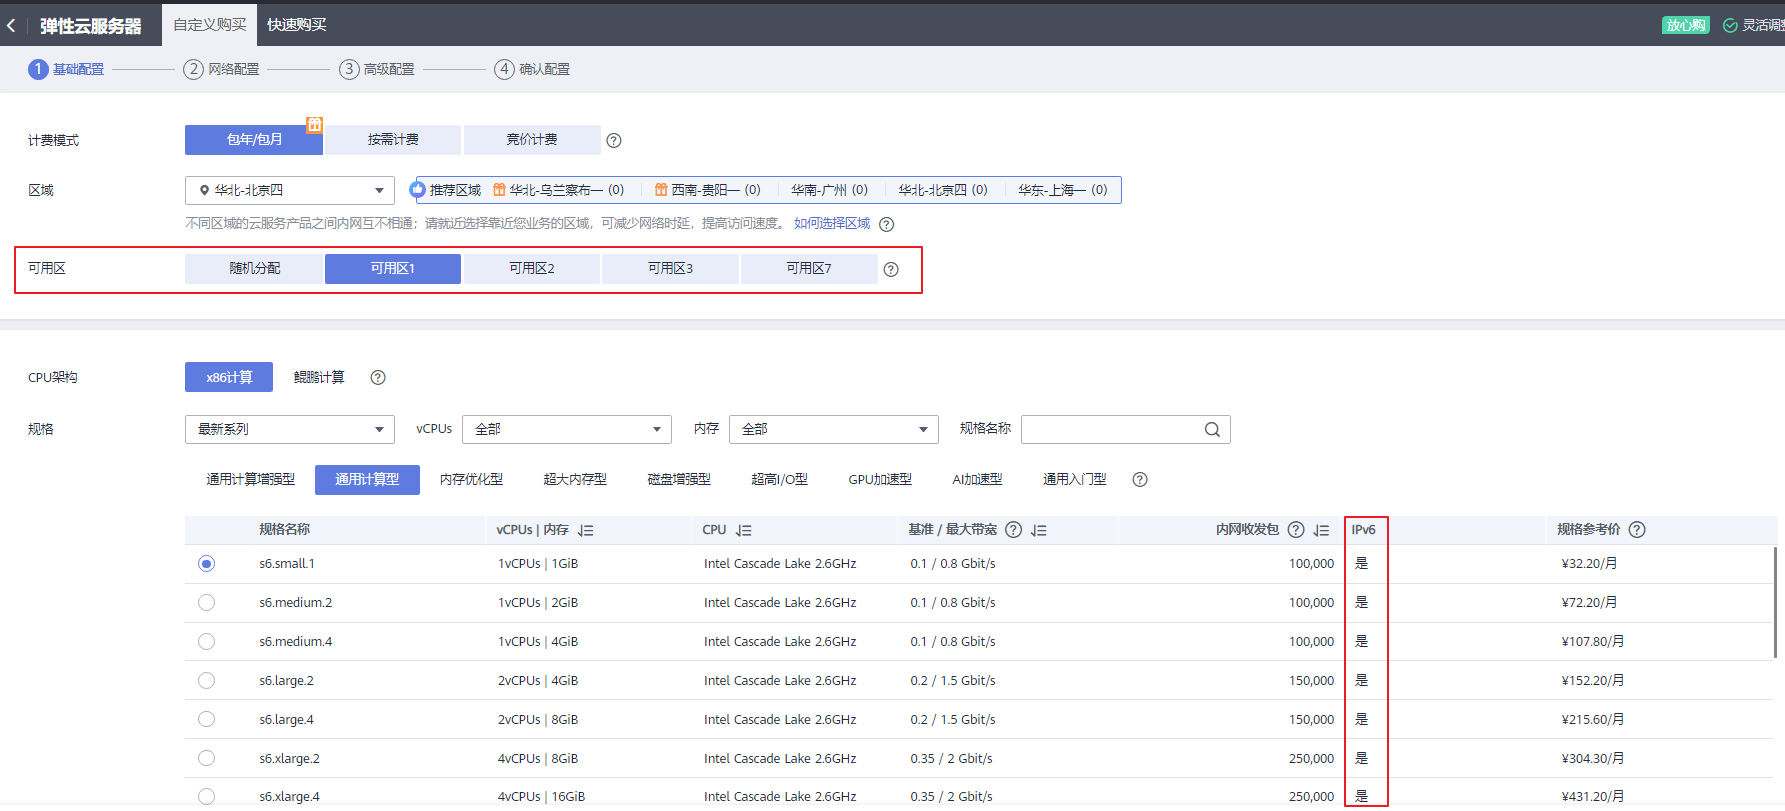 弹性云服务器 自定义购买 快速购买 放心购 灵活调整
1 基础配置 2 网络配置 3 高级配置 4 确认配置
计费模式 包年/包月 按需计费 竞价计费 ?
区域 华北-北京四 推荐区域 华北-乌兰察布一 (0) 西南-贵阳一 (0) 华南-广州 (0) 华北-北京四 (0) 华东-上海一 (0)
不同区域的云服务产品之间内网互不相通；请就近选择靠近您业务的区域，可减少网络时延，提高访问速度。 如何选择区域 ?
可用区 随机分配 可用区1 可用区2 可用区3 可用区7 ?
CPU架构 x86计算 鲲鹏计算 ?
规格 最新系列 vCPUs 全部 内存 全部 规格名称
通用计算增强型 通用计算型 内存优化型 超大内存型 磁盘增强型 超高I/O型 GPU加速型 AI加速型 通用入门型 ?
规格名称 vCPUs | 内存 CPU 基准 / 最大带宽 ? 内网收发包 ? IPv6 规格参考价 ?
s6.small.1 1vCPUs | 1GiB Intel Cascade Lake 2.6GHz 0.1 / 0.8 Gbit/s 100,000 是 ¥32.20/月
s6.medium.2 1vCPUs | 2GiB Intel Cascade Lake 2.6GHz 0.1 / 0.8 Gbit/s 100,000 是 ¥72.20/月
s6.medium.4 1vCPUs | 4GiB Intel Cascade Lake 2.6GHz 0.1 / 0.8 Gbit/s 100,000 是 ¥107.80/月
s6.large.2 2vCPUs | 4GiB Intel Cascade Lake 2.6GHz 0.2 / 1.5 Gbit/s 150,000 是 ¥152.20/月
s6.large.4 2vCPUs | 8GiB Intel Cascade Lake 2.6GHz 0.2 / 1.5 Gbit/s 150,000 是 ¥215.60/月
s6.xlarge.2 4vCPUs | 8GiB Intel Cascade Lake 2.6GHz 0.35 / 2 Gbit/s 250,000 是 ¥304.30/月
s6.xlarge.4 4vCPUs | 16GiB Intel Cascade Lake 2.6GHz 0.35 / 2 Gbit/s 250,000 是 ¥431.20/月